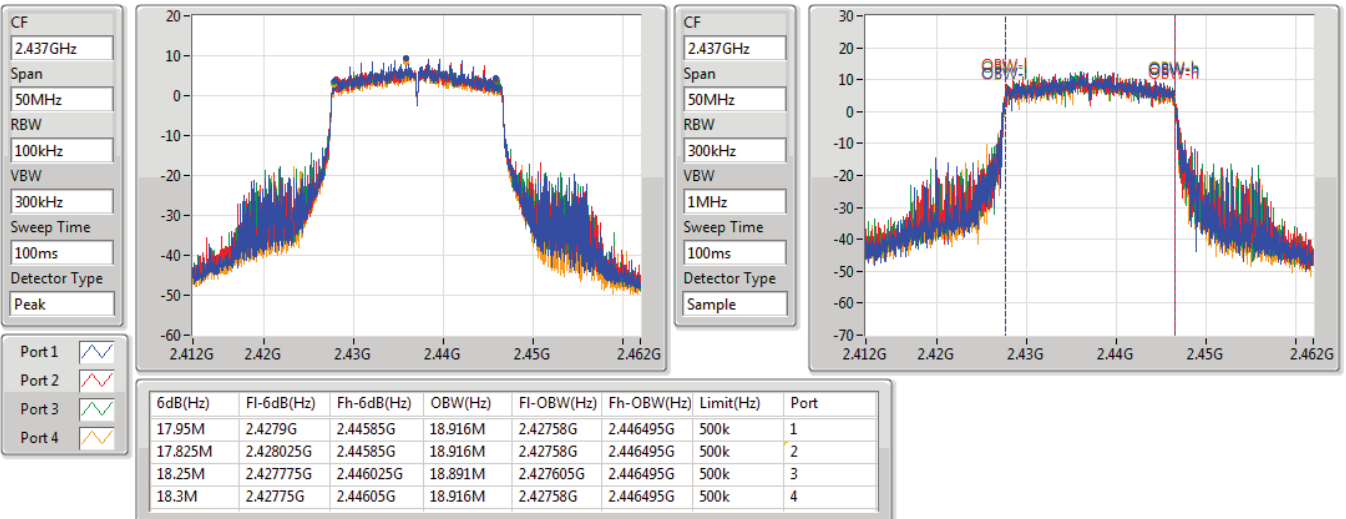 CF
2.437GHz
Span
50MHz
RBW
100kHz
VBW
300kHz
Sweep Time
100ms
Detector Type
Peak
Port 1
Port 2
Port 3
Port 4
20
10
0
-10
-20
-30
-40
-50
-60
2.412G 2.42G 2.43G 2.44G 2.45G 2.462G
CF
2.437GHz
Span
50MHz
RBW
300kHz
VBW
1MHz
Sweep Time
100ms
Detector Type
Sample
30
20
10
0
-10
-20
-30
-40
-50
-60
-70
OBW-l OBW-h
2.412G 2.42G 2.43G 2.44G 2.45G 2.462G
6dB(Hz) Fl-6dB(Hz) Fh-6dB(Hz) OBW(Hz) Fl-OBW(Hz) Fh-OBW(Hz) Limit(Hz) Port
17.95M 2.4279G 2.44585G 18.916M 2.42758G 2.446495G 500k 1
17.825M 2.428025G 2.44585G 18.916M 2.42758G 2.446495G 500k 2
18.25M 2.427775G 2.446025G 18.891M 2.427605G 2.446495G 500k 3
18.3M 2.42775G 2.44605G 18.916M 2.42758G 2.446495G 500k 4